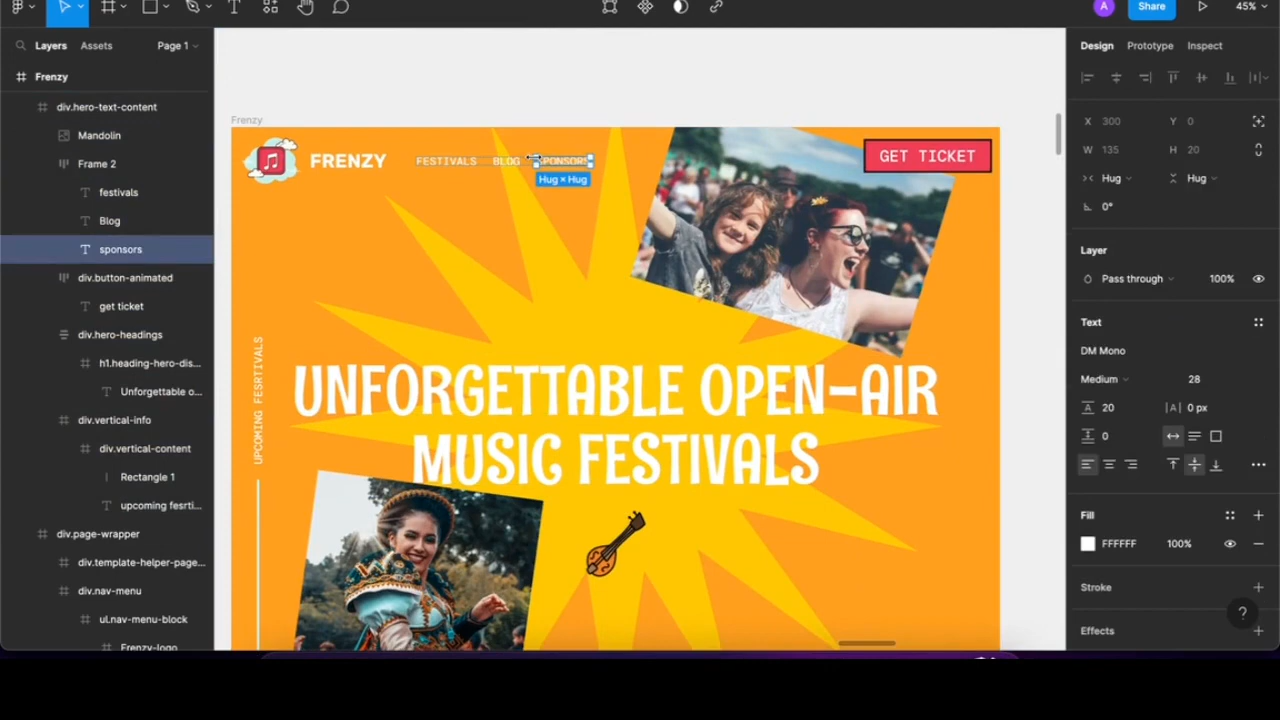 Share
45%
Layers
Assets
Page 1
Design
Prototype
Inspect
Frenzy
div.hero-text-content
Mandolin
Frame 2
festivals
Blog
sponsors
div.button-animated
get ticket
div.hero-headings
h1.heading-hero-dis...
Unforgettable o...
div.vertical-info
div.vertical-content
Rectangle 1
upcoming fesrti...
div.page-wrapper
div.template-helper-page...
div.nav-menu
ul.nav-menu-block
Frenzy-logo
Frenzy
FRENZY
FESTIVALS
BLOG
SPONSORS
Hug × Hug
GET TICKET
UPCOMING FESRTIVALS
UNFORGETTABLE OPEN-AIR
MUSIC FESTIVALS
A
X 300
Y 0
W 135
H 20
Hug
Hug
0°
Layer
Pass through
100%
Text
DM Mono
Medium
28
20
|A| 0 px
0
Fill
FFFFFF
100%
Stroke
Effects
?